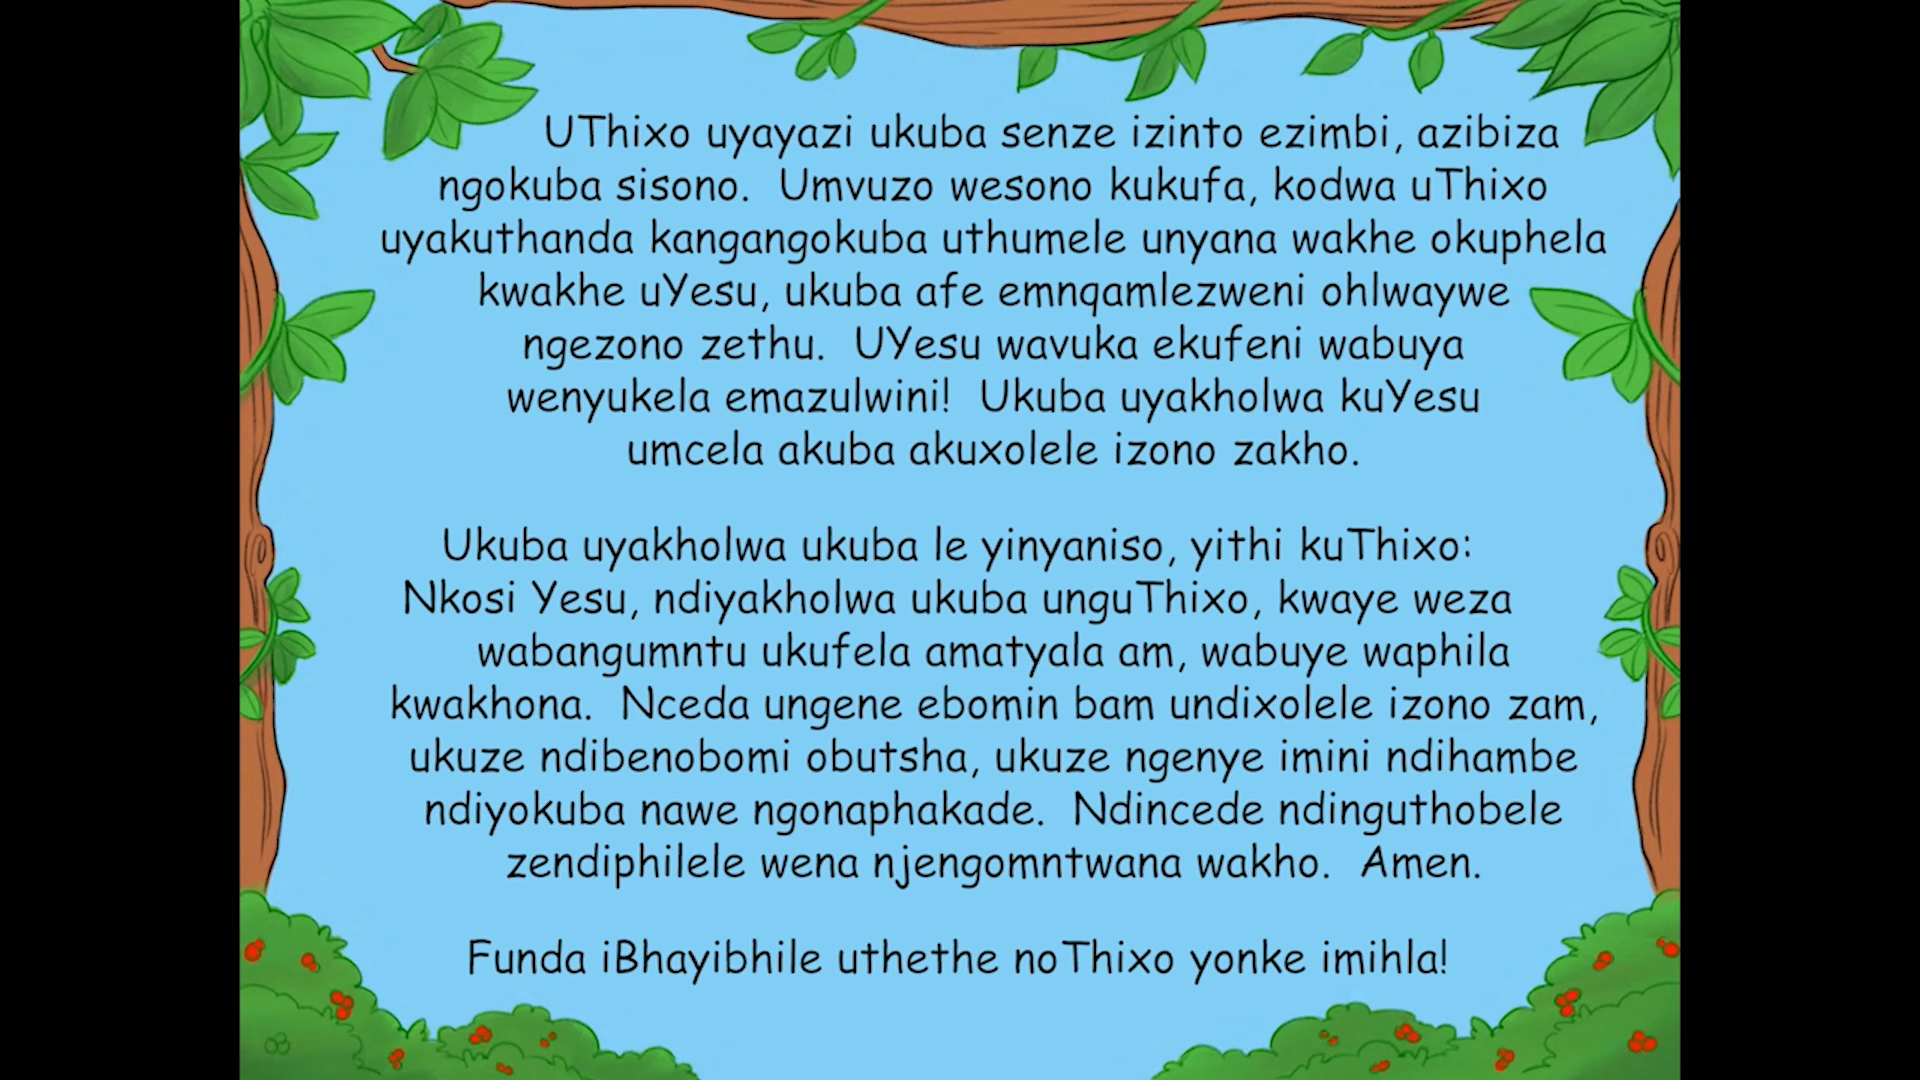 UThixo uyayazi ukuba senze izinto ezimbi, azibiza
ngokuba sisono. Umvuzo wesono kukufa, kodwa uThixo
uyakuthanda kangangokuba uthumele unyana wakhe okuphela
kwakhe uYesu, ukuba afe emnqamlezweni ohlwaywe
ngezono zethu. UYesu wavuka ekufeni wabuya
wenyukela emazulwini! Ukuba uyakholwa kuYesu
umcela akuba akuxolele izono zakho.
Ukuba uyakholwa ukuba le yinyaniso, yithi kuThixo:
Nkosi Yesu, ndiyakholwa ukuba unguThixo, kwaye weza
wabangumntu ukufela amatyala am, wabuye waphila
kwakhona. Nceda ungene ebomin bam undixolele izono zam,
ukuze ndibenobomi obutsha, ukuze ngenye imini ndihambe
ndiyokuba nawe ngonaphakade. Ndincede ndinguthobele
zendiphilele wena njengomntwana wakho. Amen.
Funda iBhayibhile uthethe noThixo yonke imihla!